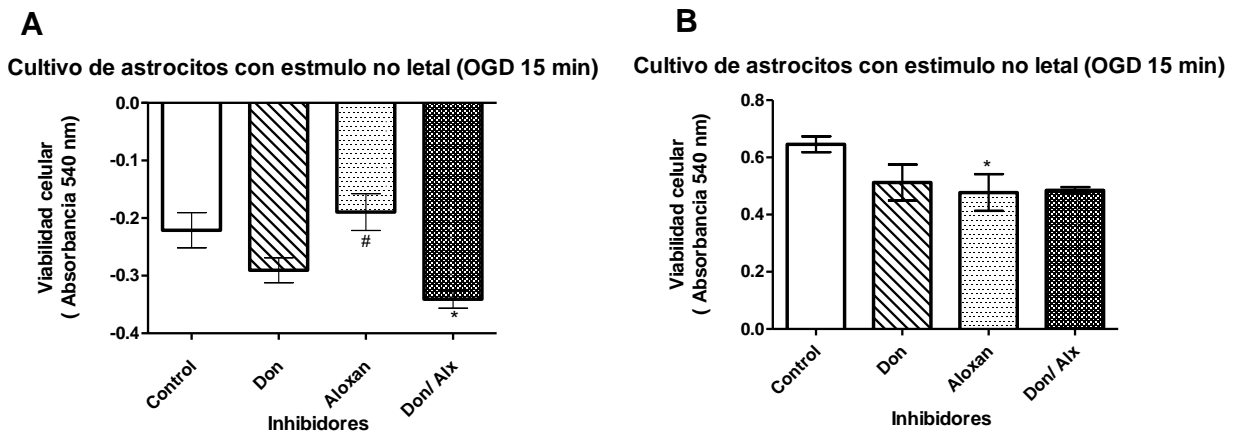 A
Cultivo de astrocitos con estmulo no letal (OGD 15 min)
Viabilidad celular
( Absorbancia 540 nm)
0.0
-0.1
-0.2
-0.3
-0.4
#
*
Control
Don
Aloxan
Don/ Alx
Inhibidores
B
Cultivo de astrocitos con estimulo no letal (OGD 15 min)
Viabilidad celular
( Absorbancia 540 nm)
0.8
0.6
0.4
0.2
0.0
*
Control
Don
Aloxan
Don/ Alx
Inhibidores